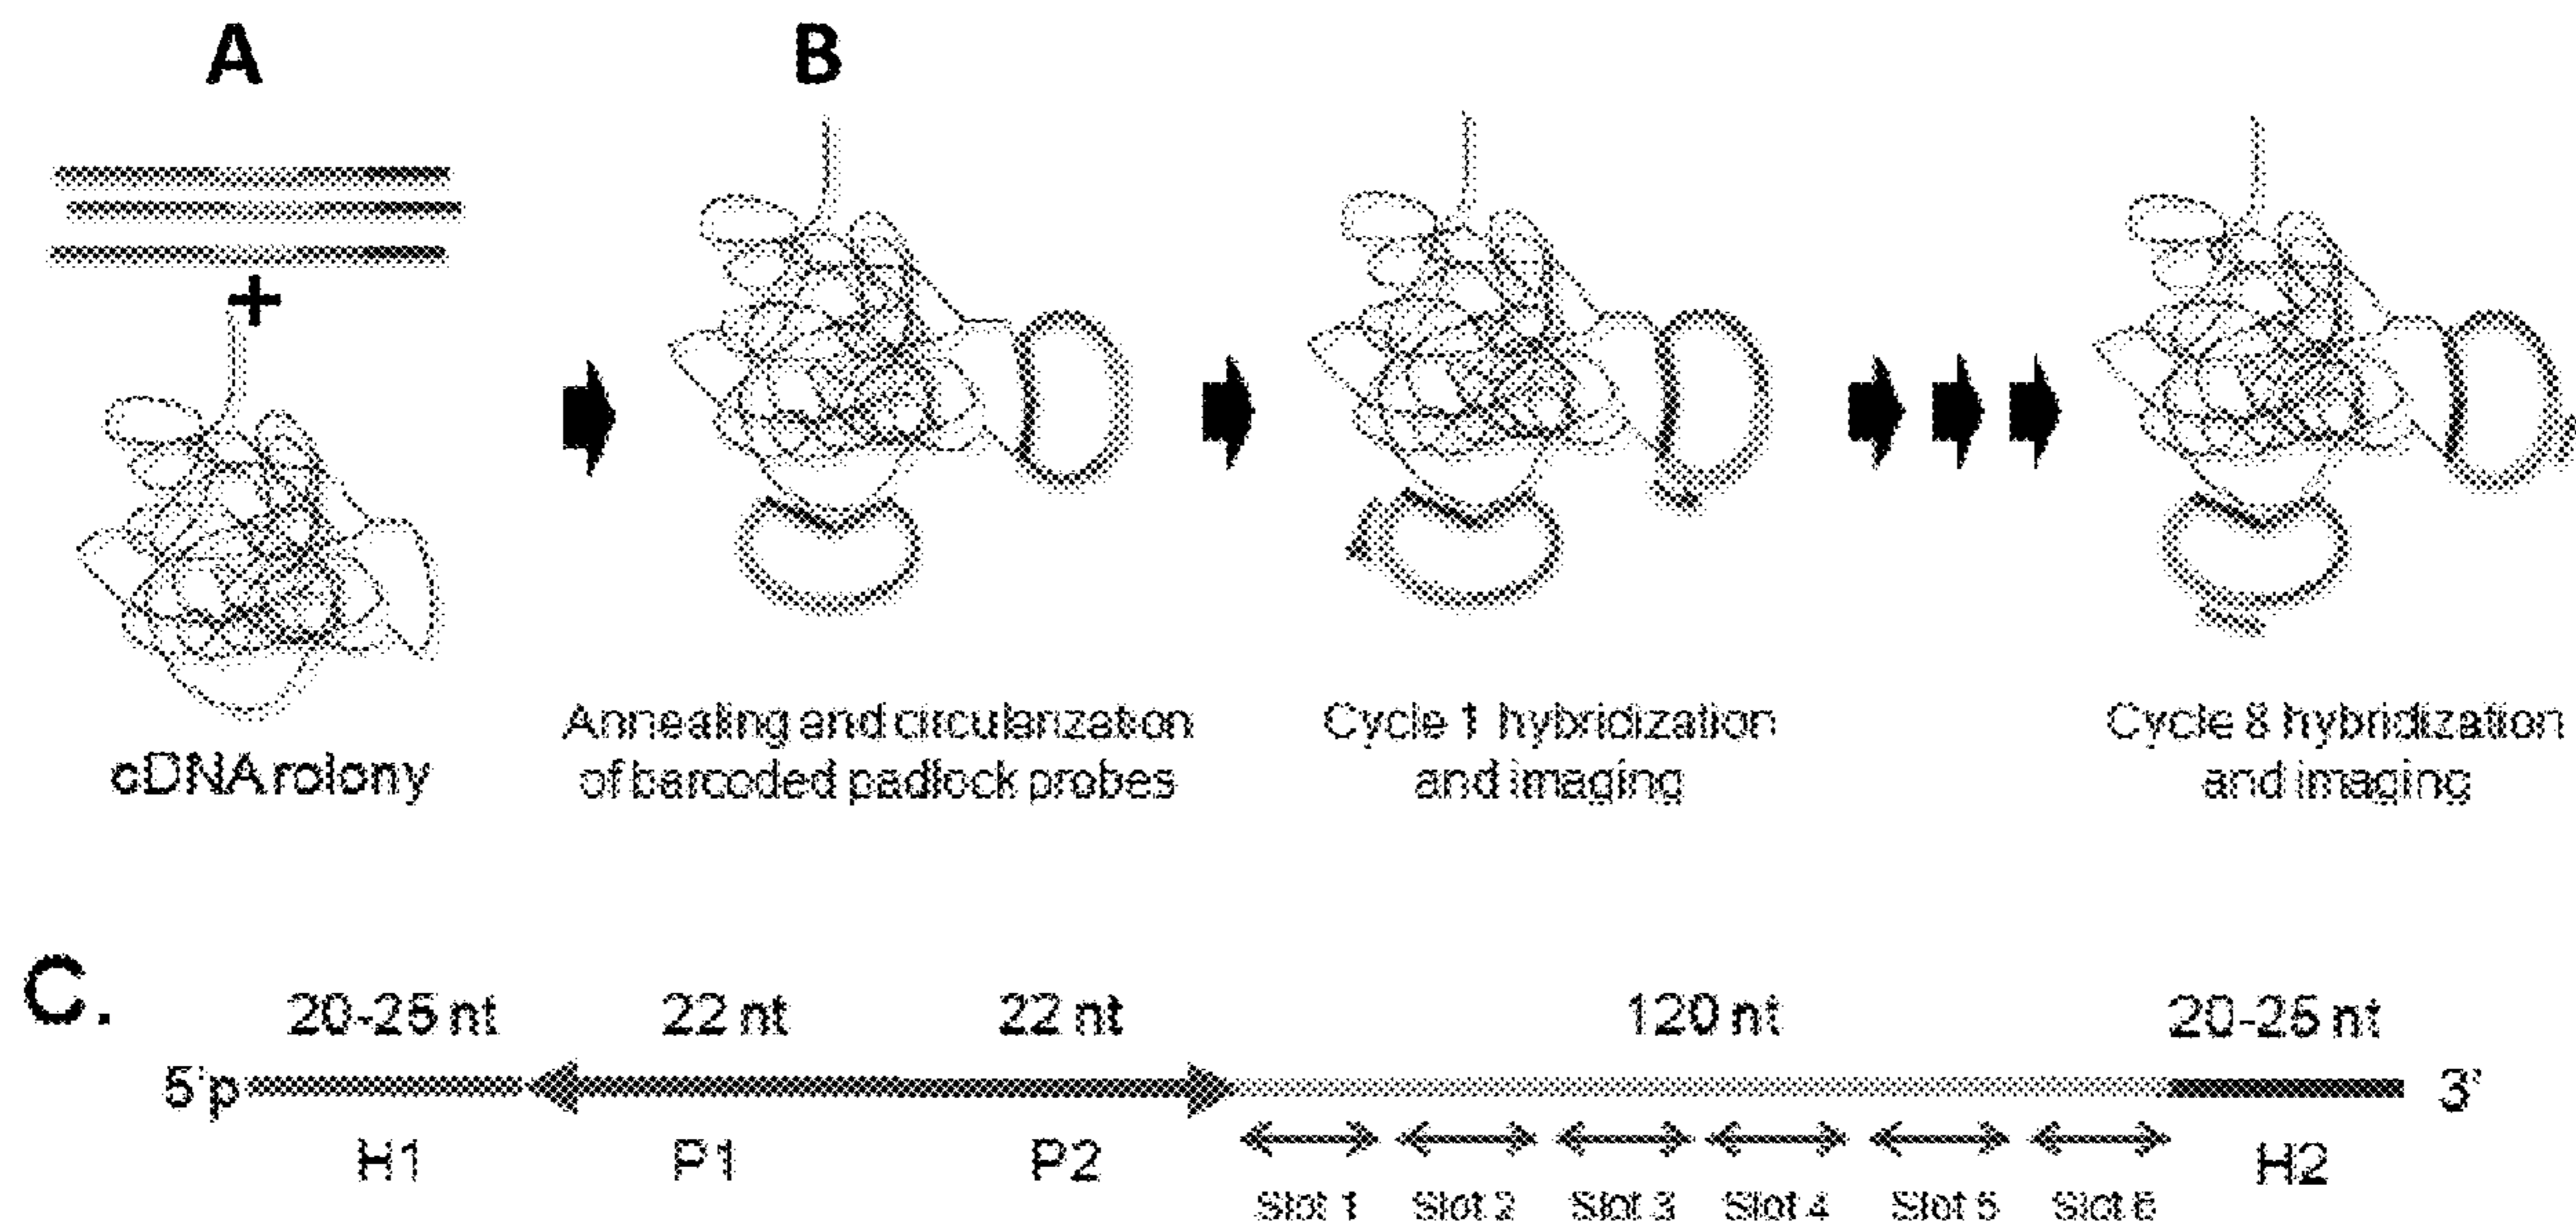 A
B
+
cDNA rolony
Annealing and circularization
of barcoded padlock probes
Cycle 1 hybridization
and imaging
Cycle 8 hybridization
and imaging
C.
20-25 nt
22 nt
22 nt
120 nt
20-25 nt
5'p
3'
H1
P1
P2
H2
Slot 1
Slot 2
Slot 3
Slot 4
Slot 5
Slot 6